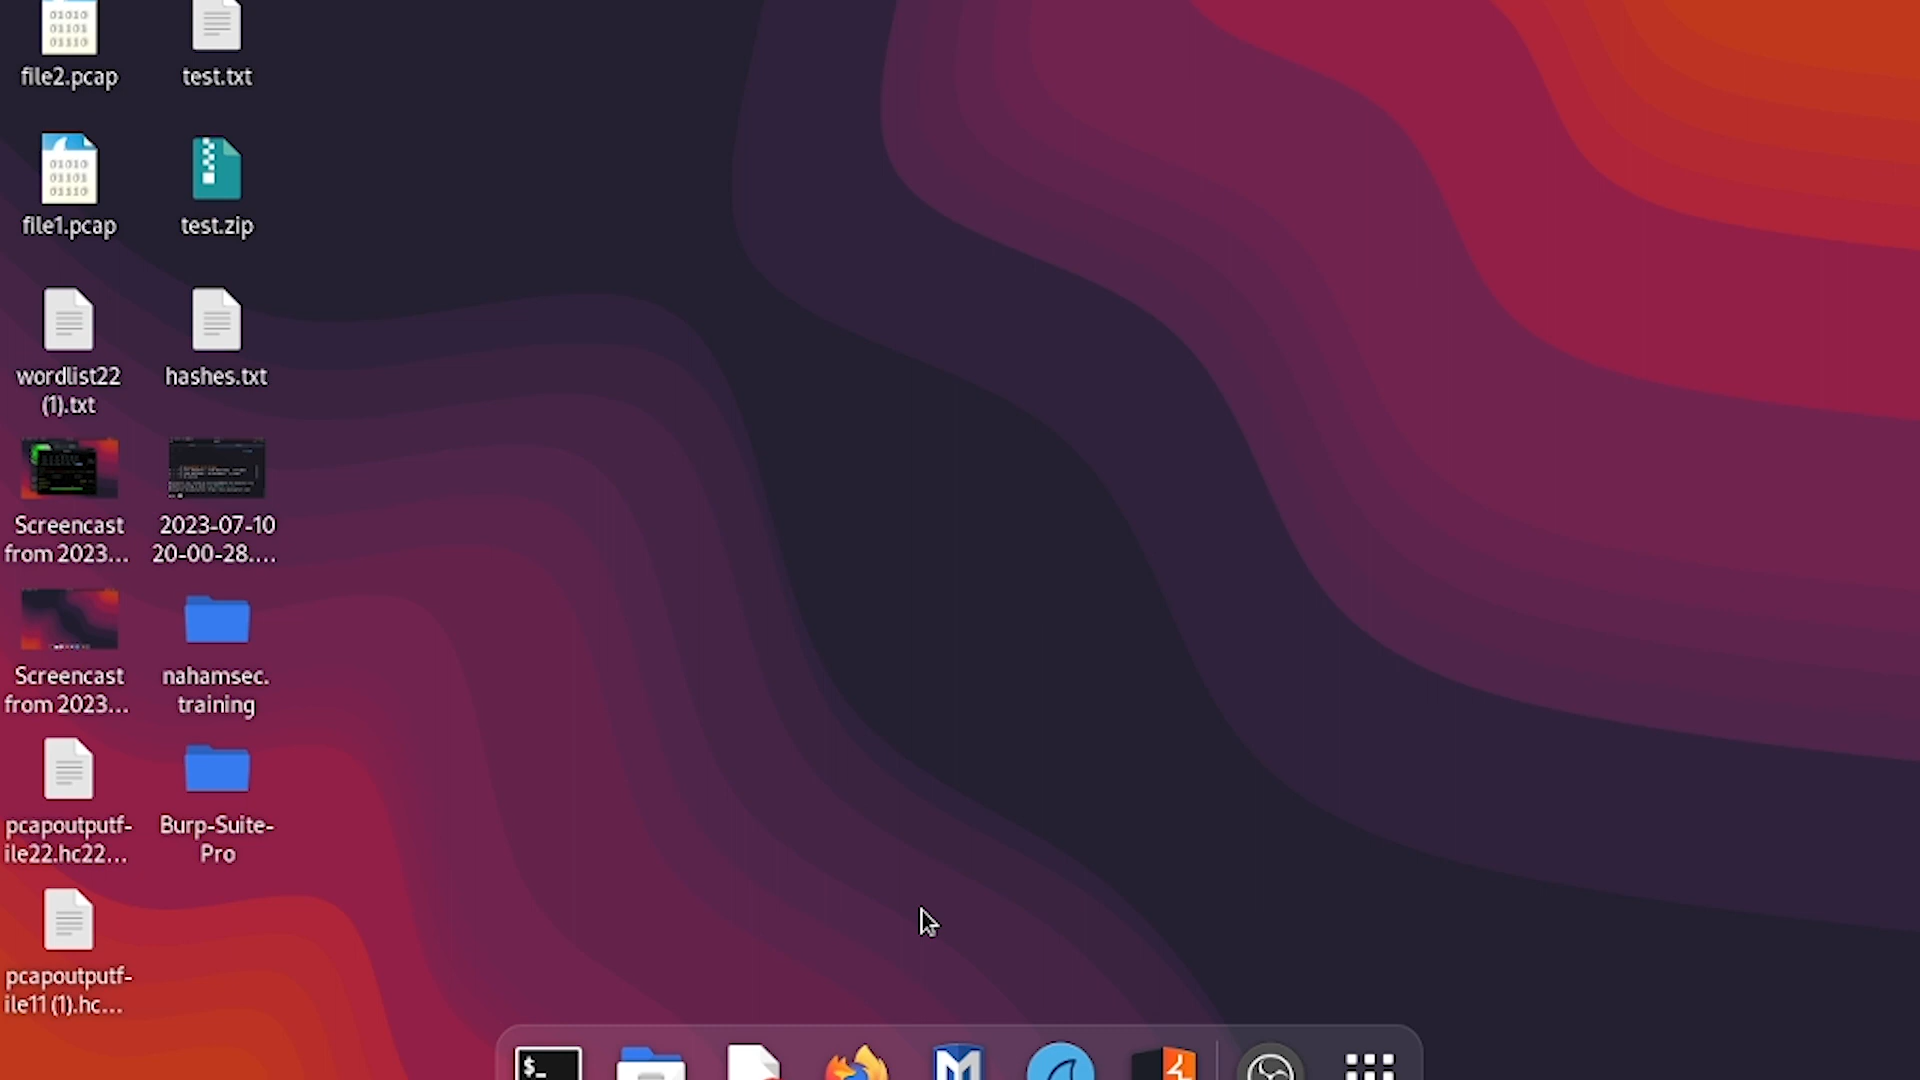 file2.pcap
test.txt
file1.pcap
test.zip
wordlist22
(1).txt
hashes.txt
Screencast
from 2023...
2023-07-10
20-00-28....
Screencast
from 2023...
nahamsec.
training
pcapoutputf-
ile22.hc22...
Burp-Suite-
Pro
pcapoutputf-
ile11 (1).hc...
$_